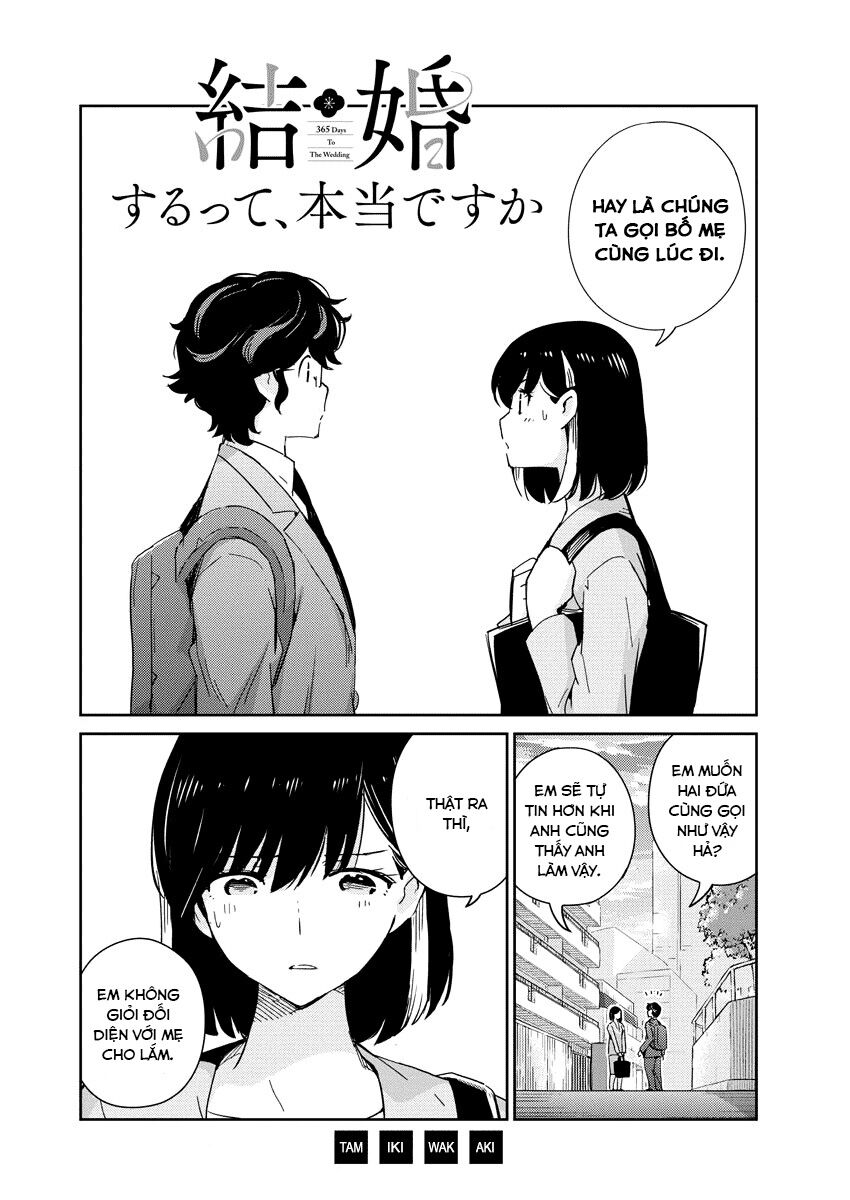 結婚
365 Days
To
The Wedding
するって、本当ですか
HAY LÀ CHÚNG
TA GỌI BỐ MẸ
CÙNG LÚC ĐI.
EM MUỐN
HAI ĐỨA
CÙNG GỌI
NHƯ VẬY
HẢ?
EM SẼ TỰ
TIN HƠN KHI
ANH CŨNG
THẤY ANH
LÀM VẬY.
THẬT RA
THÌ,
EM KHÔNG
GIỎI ĐỐI
DIỆN VỚI MẸ
CHO LẮM.
TAM IKI WAK AKI